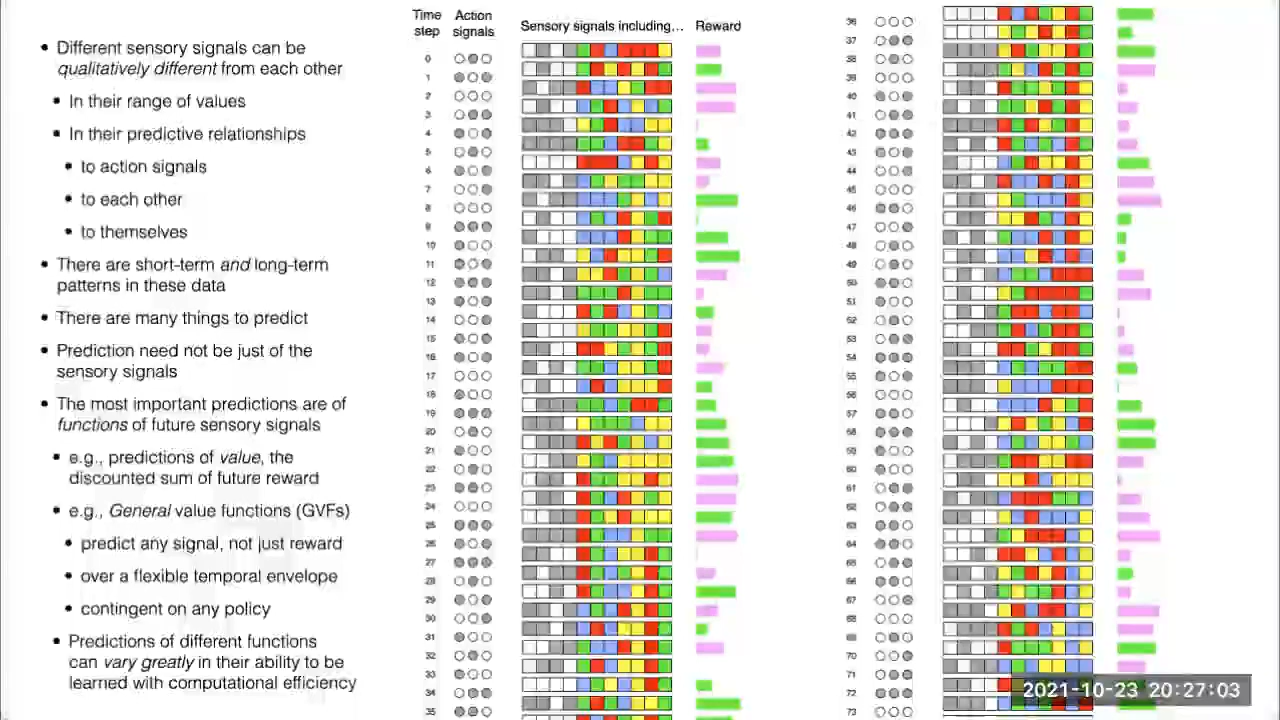 • Different sensory signals can be
qualitatively different from each other
• In their range of values
• In their predictive relationships
• to action signals
• to each other
• to themselves
• There are short-term and long-term
patterns in these data
• There are many things to predict
• Prediction need not be just of the
sensory signals
• The most important predictions are of
functions of future sensory signals
• e.g., predictions of value, the
discounted sum of future reward
• e.g., General value functions (GVFs)
• predict any signal, not just reward
• over a flexible temporal envelope
• contingent on any policy
• Predictions of different functions
can vary greatly in their ability to be
learned with computational efficiency
Time
step
Action
signals
Sensory signals including…
Reward
0
1
2
3
4
5
6
7
8
9
10
11
12
13
14
15
16
17
18
19
20
21
22
23
24
25
26
27
28
29
30
31
32
33
34
35
36
37
38
39
40
41
42
43
44
45
46
47
48
49
50
51
52
53
54
55
56
57
58
59
60
61
62
63
64
65
66
67
68
69
70
71
72
73
2021-10-23 20:27:03